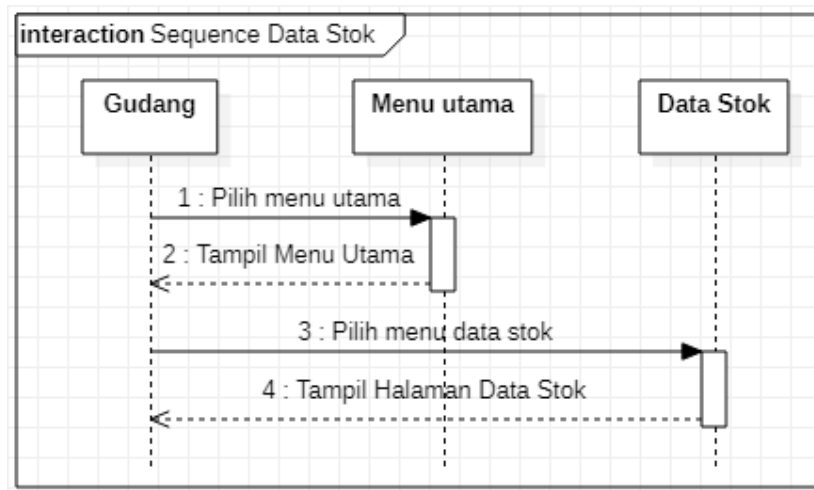 interaction Sequence Data Stok
Gudang
Menu utama
Data Stok
1 : Pilih menu utama
2 : Tampil Menu Utama
3 : Pilih menu data stok
4 : Tampil Halaman Data Stok